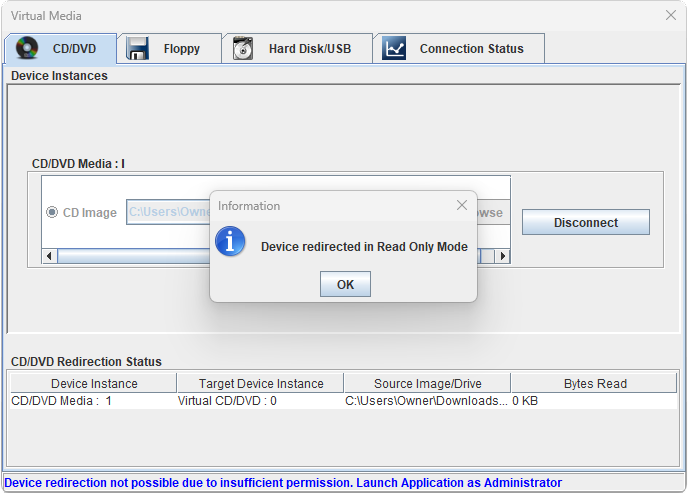 Virtual Media
CD/DVD Floppy Hard Disk/USB Connection Status
Device Instances
CD/DVD Media : I
CD Image C:\Users\Owne
Disconnect
Information
Device redirected in Read Only Mode
OK
CD/DVD Redirection Status
Device Instance Target Device Instance Source Image/Drive Bytes Read
CD/DVD Media : 1 Virtual CD/DVD : 0 C:\Users\Owner\Downloads... 0 KB
Device redirection not possible due to insufficient permission. Launch Application as Administrator